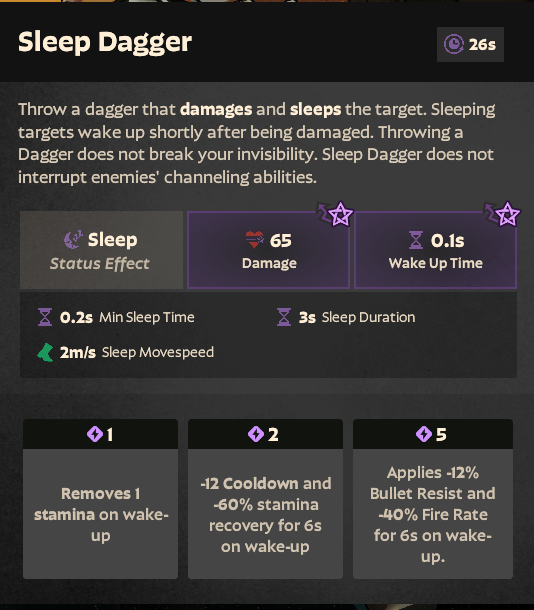 Sleep Dagger
26s
Throw a dagger that damages and sleeps the target. Sleeping
targets wake up shortly after being damaged. Throwing a
Dagger does not break your invisibility. Sleep Dagger does not
interrupt enemies' channeling abilities.
Sleep
Status Effect
65
Damage
0.1s
Wake Up Time
0.2s Min Sleep Time
3s Sleep Duration
2m/s Sleep Movespeed
1
Removes 1
stamina on wake-
up
2
-12 Cooldown and
-60% stamina
recovery for 6s
on wake-up
5
Applies -12%
Bullet Resist and
-40% Fire Rate
for 6s on wake-
up.